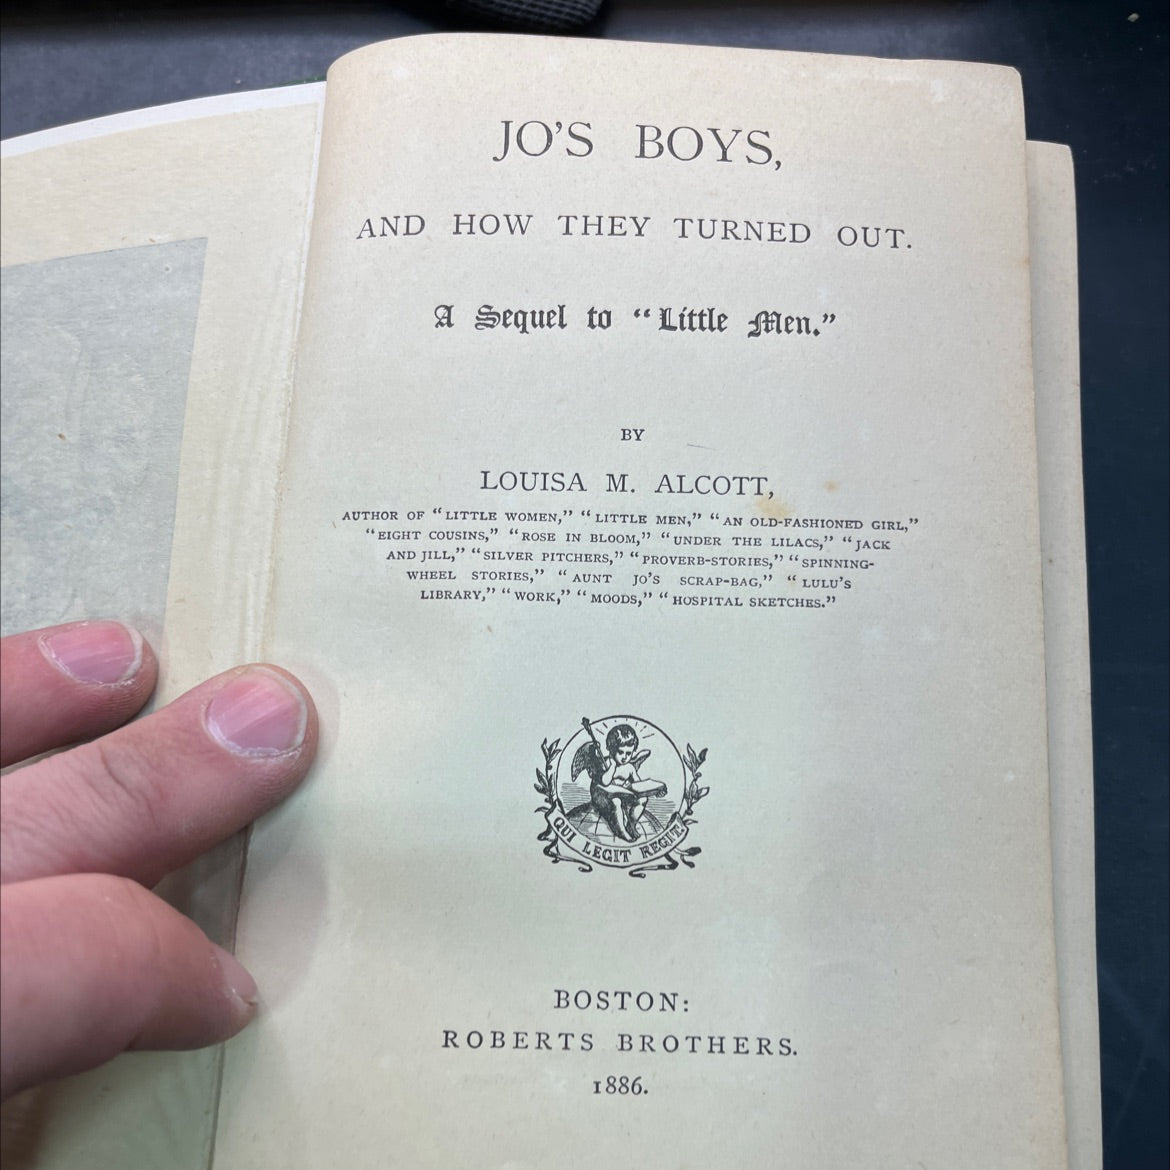 JO'S BOYS,
AND HOW THEY TURNED OUT.
A Sequel to “Little Men.”
BY
LOUISA M. ALCOTT,
AUTHOR OF “LITTLE WOMEN,” “LITTLE MEN,” “AN OLD-FASHIONED GIRL,”
“EIGHT COUSINS,” “ROSE IN BLOOM,” “UNDER THE LILACS,” “JACK
AND JILL,” “SILVER PITCHERS,” “PROVERB-STORIES,” “SPINNING-
WHEEL STORIES,” “AUNT JO'S SCRAP-BAG,” “LULU'S
LIBRARY,” “WORK,” “MOODS,” “HOSPITAL SKETCHES.”
QUI LEGIT REGIT.
BOSTON:
ROBERTS BROTHERS.
1886.